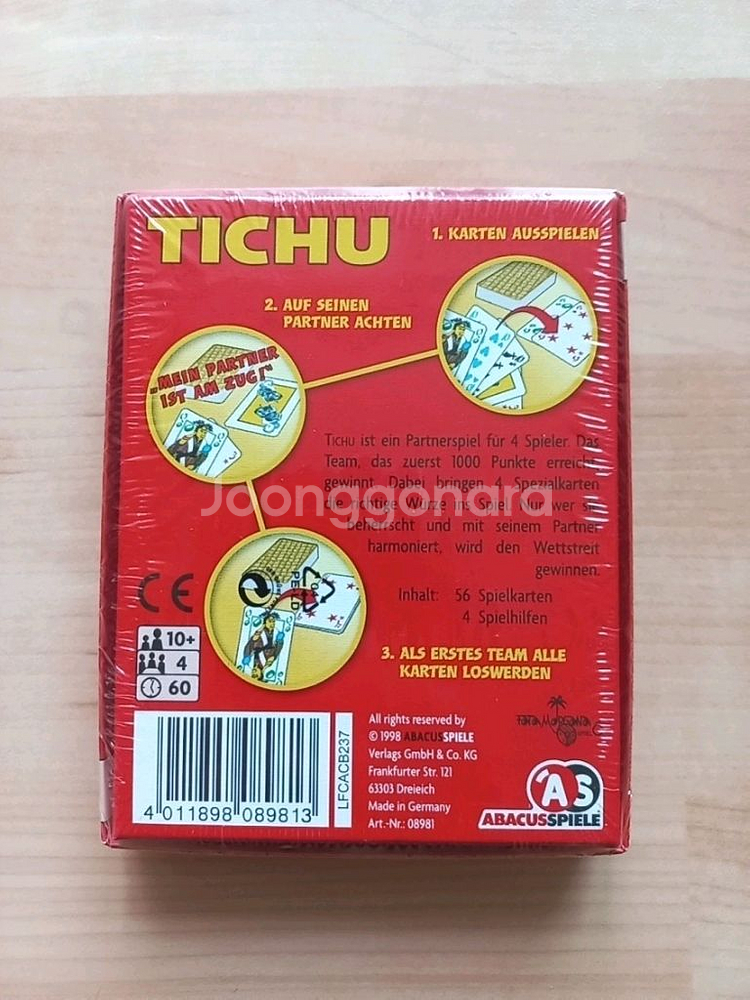 TICHU
1. KARTEN AUSSPIELEN
2. AUF SEINEN
PARTNER ACHTEN
„MEIN PARTNER
IST AM ZUG!"
TICHU ist ein Partnerspiel für 4 Spieler. Das
Team, das zuerst 1000 Punkte erreicht,
gewinnt. Dabei bringen 4 Spezialkarten
die richtige Würze ins Spiel. Nur wer sie
beherrscht und mit seinem Partner
harmoniert, wird den Wettstreit
gewinnen.
Joonggonara
Inhalt: 56 Spielkarten
4 Spielhilfen
CE
10+
4
60
3. ALS ERSTES TEAM ALLE
KARTEN LOSWERDEN
4 011898 089813
LFCACB237
All rights reserved by
© 1998 ABACUSSPIELE
Verlags GmbH & Co. KG
Frankfurter Str. 121
63303 Dreieich
Made in Germany
Art.-Nr.: 08981
Fata Morgana
AS
ABACUSSPIELE